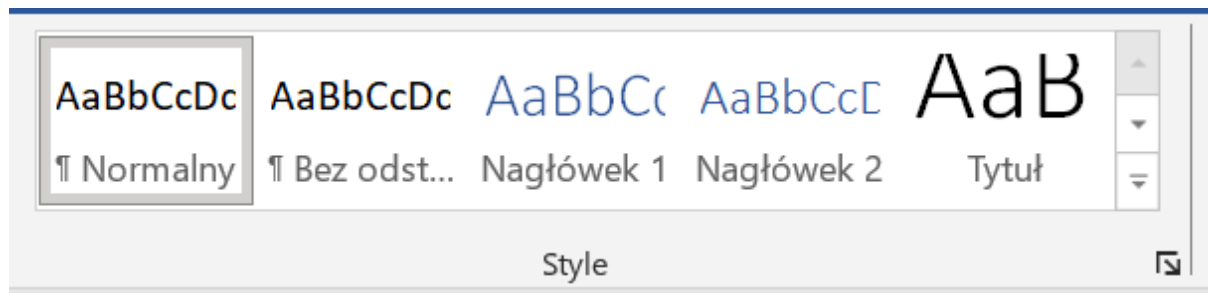 AaBbCcDc AaBbCcDc AaBbC( AaBbCcD AaB
¶ Normalny ¶ Bez odst... Nagłówek 1 Nagłówek 2 Tytuł
Style